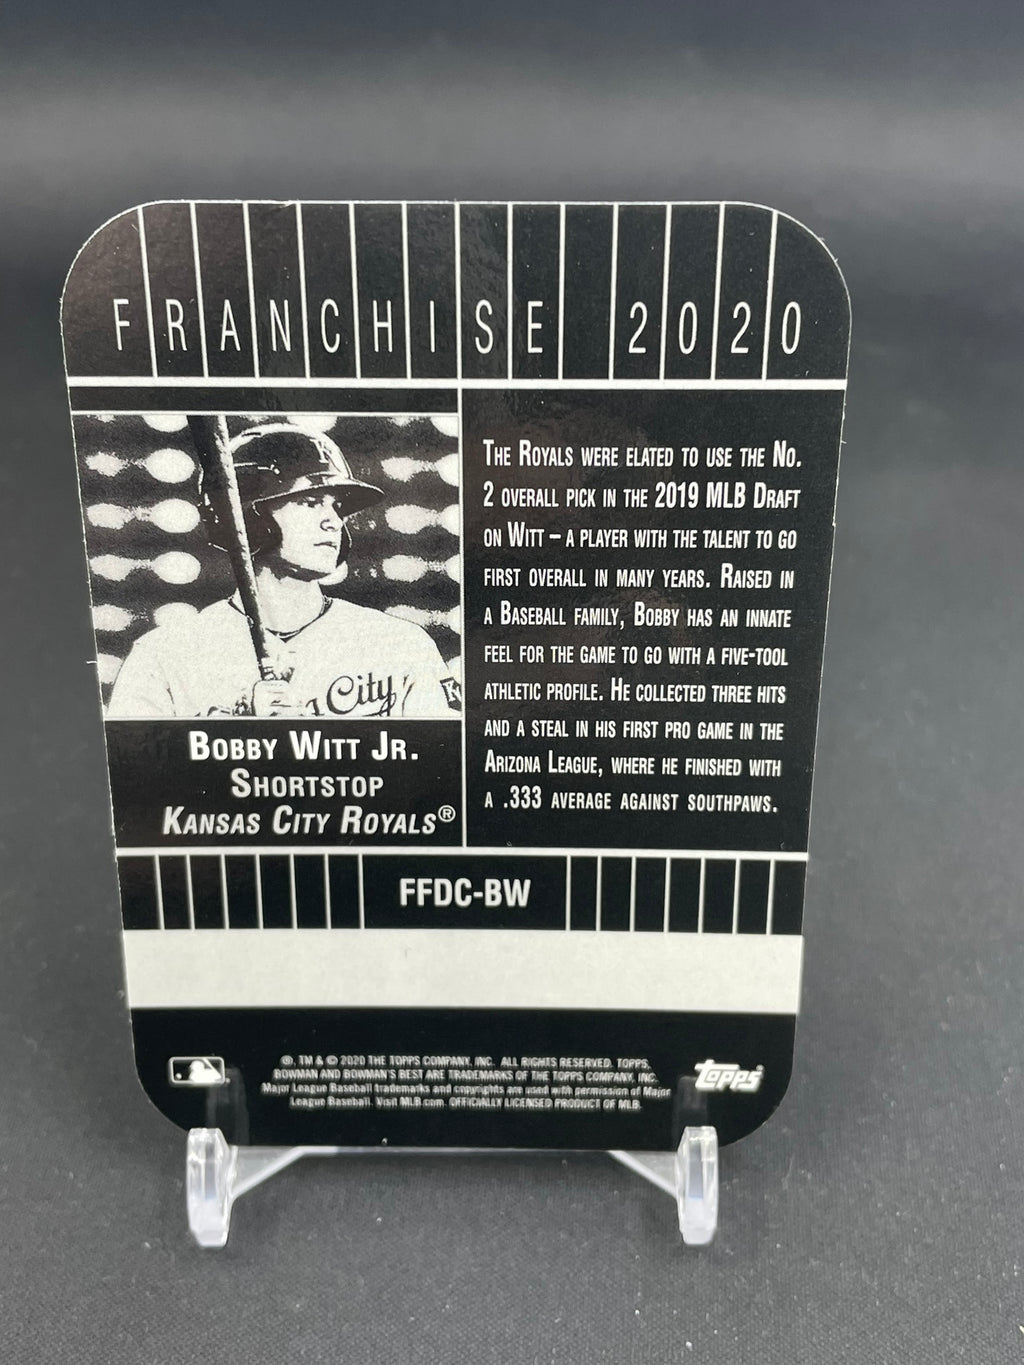 FRANCHISE 2020
THE ROYALS WERE ELATED TO USE THE NO.
2 OVERALL PICK IN THE 2019 MLB DRAFT
ON WITT – A PLAYER WITH THE TALENT TO GO
FIRST OVERALL IN MANY YEARS. RAISED IN
A BASEBALL FAMILY, BOBBY HAS AN INNATE
FEEL FOR THE GAME TO GO WITH A FIVE-TOOL
ATHLETIC PROFILE. HE COLLECTED THREE HITS
AND A STEAL IN HIS FIRST PRO GAME IN THE
ARIZONA LEAGUE, WHERE HE FINISHED WITH
A .333 AVERAGE AGAINST SOUTHPAWS.
City
BOBBY WITT JR.
SHORTSTOP
KANSAS CITY ROYALS®
FFDC-BW
®, TM & © 2020 THE TOPPS COMPANY, INC. ALL RIGHTS RESERVED. TOPPS,
BOWMAN AND BOWMAN'S BEST ARE TRADEMARKS OF THE TOPPS COMPANY, INC.
Major League Baseball trademarks and copyrights are used with permission of Major
League Baseball. Visit MLB.com. OFFICIALLY LICENSED PRODUCT OF MLB.
TOPPS